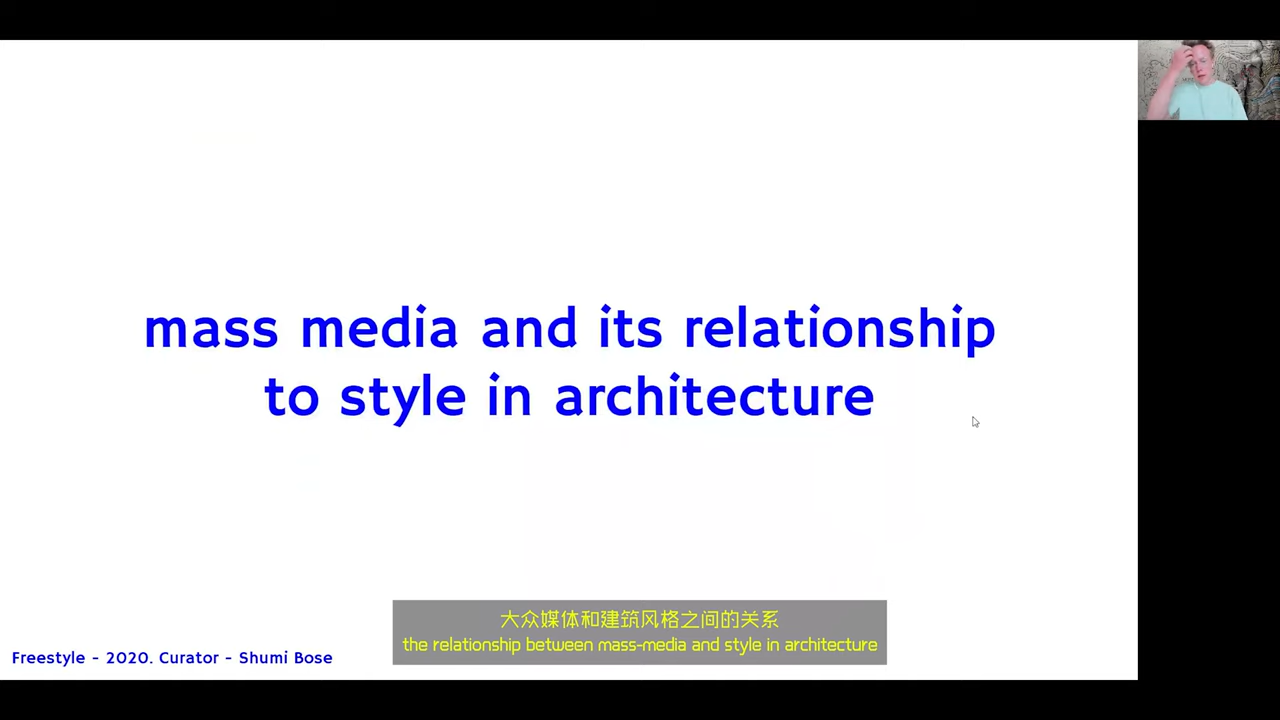 mass media and its relationship
to style in architecture
大众媒体和建筑风格之间的关系
the relationship between mass-media and style in architecture
Freestyle - 2020. Curator - Shumi Bose